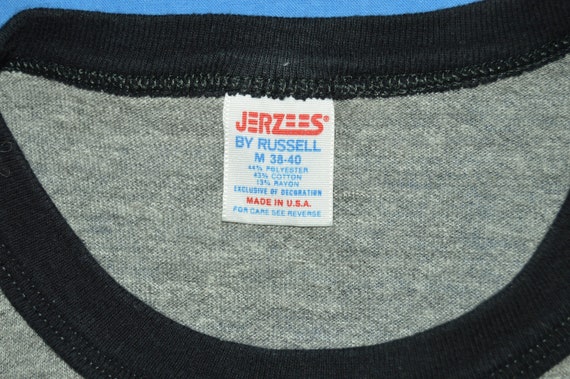 JERZEES®
BY RUSSELL
M 38-40
44% POLYESTER
43% COTTON
13% RAYON
EXCLUSIVE OF DECORATION
MADE IN U.S.A.
FOR CARE SEE REVERSE